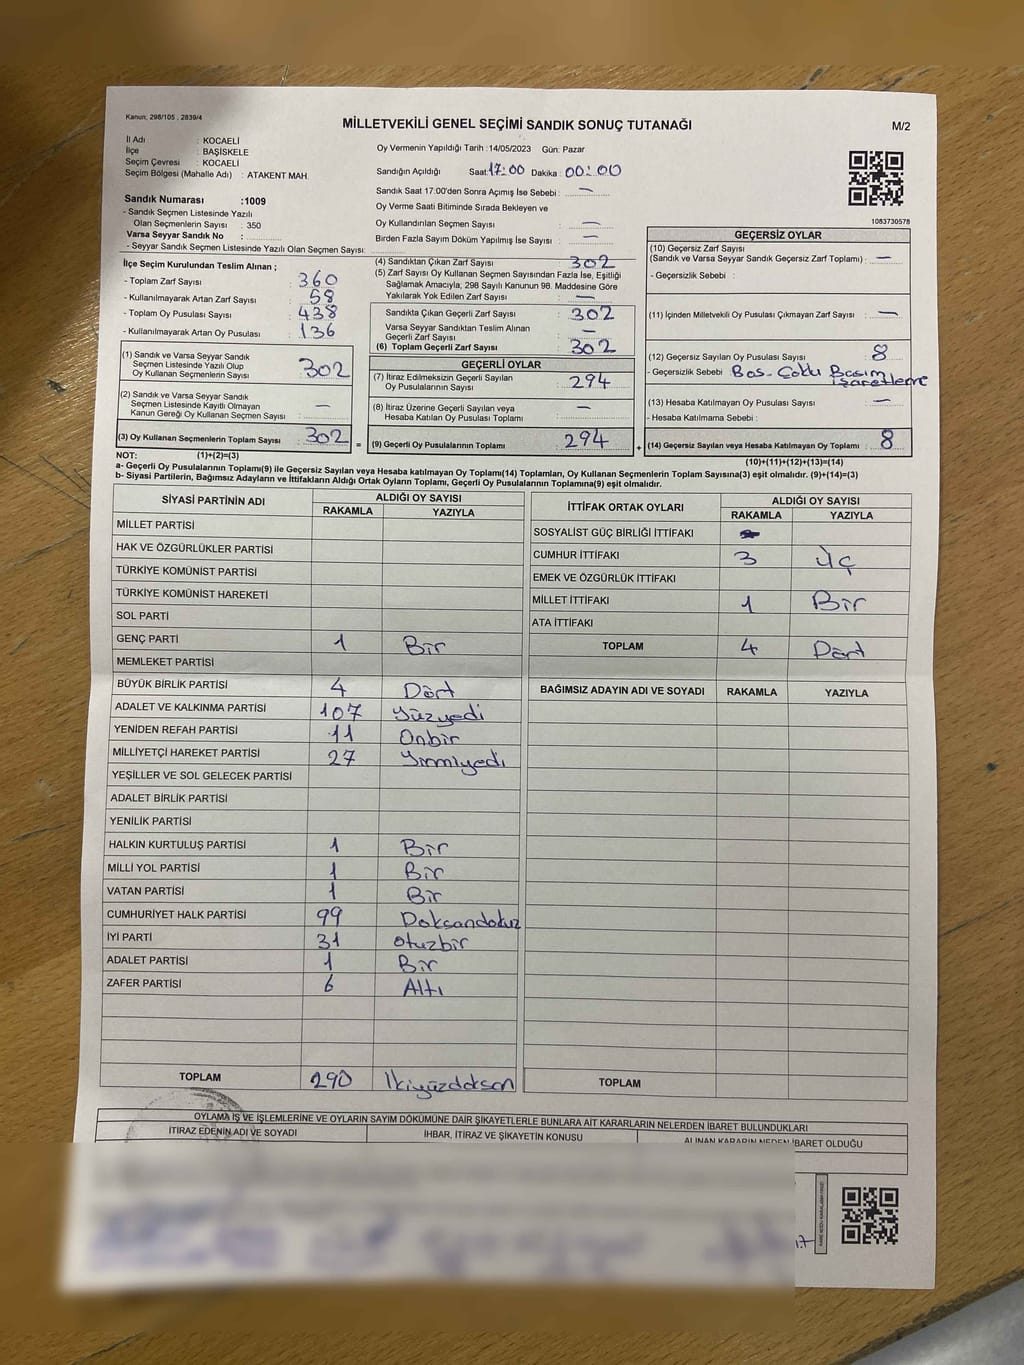 Kanun; 298/105 , 2839/4
MİLLETVEKİLİ GENEL SEÇİMİ SANDIK SONUÇ TUTANAĞI
M/2
İl Adı : KOCAELİ
İlçe : BAŞİSKELE
Seçim Çevresi : KOCAELİ
Seçim Bölgesi (Mahalle Adı) : ATAKENT MAH.
Sandık Numarası :1009
- Sandık Seçmen Listesinde Yazılı
Olan Seçmenlerin Sayısı : 350
Varsa Seyyar Sandık No :
- Seyyar Sandık Seçmen Listesinde Yazılı Olan Seçmen Sayısı:
Oy Vermenin Yapıldığı Tarih :14/05/2023 Gün: Pazar
Sandığın Açıldığı Saat:17:00 Dakika :00:00
Sandık Saat 17:00'den Sonra Açımış İse Sebebi : —
Oy Verme Saati Bitiminde Sırada Bekleyen ve
Oy Kullandırılan Seçmen Sayısı : —
Birden Fazla Sayım Döküm Yapılmış İse Sayısı : —
1083730578
İlçe Seçim Kurulundan Teslim Alınan ;
- Toplam Zarf Sayısı : 360
- Kullanılmayarak Artan Zarf Sayısı : 58
- Toplam Oy Pusulası Sayısı : 438
- Kullanılmayarak Artan Oy Pusulası : 136
(1) Sandık ve Varsa Seyyar Sandık
Seçmen Listesinde Yazılı Olup
Oy Kullanan Seçmenlerin Sayısı : 302
(2) Sandık ve Varsa Seyyar Sandık
Seçmen Listesinde Kayıtlı Olmayan
Kanun Gereği Oy Kullanan Seçmen Sayısı : —
(3) Oy Kullanan Seçmenlerin Toplam Sayısı : 302
(4) Sandıktan Çıkan Zarf Sayısı : 302
(5) Zarf Sayısı Oy Kullanan Seçmen Sayısından Fazla İse, Eşitliği
Sağlamak Amacıyla; 298 Sayılı Kanunun 98. Maddesine Göre
Yakılarak Yok Edilen Zarf Sayısı : —
Sandıkta Çıkan Geçerli Zarf Sayısı : 302
Varsa Seyyar Sandıktan Teslim Alınan
Geçerli Zarf Sayısı : —
(6) Toplam Geçerli Zarf Sayısı : 302
GEÇERLİ OYLAR
(7) İtiraz Edilmeksizin Geçerli Sayılan
Oy Pusulalarının Sayısı : 294
(8) İtiraz Üzerine Geçerli Sayılan veya
Hesaba Katılan Oy Pusulası Toplamı : —
= (9) Geçerli Oy Pusulalarının Toplamı : 294 +
GEÇERSİZ OYLAR
(10) Geçersiz Zarf Sayısı
(Sandık ve Varsa Seyyar Sandık Geçersiz Zarf Toplamı) : —
- Geçersizlik Sebebi :
(11) İçinden Milletvekili Oy Pusulası Çıkmayan Zarf Sayısı : —
(12) Geçersiz Sayılan Oy Pusulası Sayısı : 8
- Geçersizlik Sebebi : Bos - Çoklu Basım
işaretleme
(13) Hesaba Katılmayan Oy Pusulası Sayısı : —
- Hesaba Katılmama Sebebi :
(14) Geçersiz Sayılan veya Hesaba Katılmayan Oy Toplamı : 8
NOT: (1)+(2)=(3)
(10)+(11)+(12)+(13)=(14)
a- Geçerli Oy Pusulalarının Toplamı(9) ile Geçersiz Sayılan veya Hesaba katılmayan Oy Toplamı(14) Toplamları, Oy Kullanan Seçmenlerin Toplam Sayısına(3) eşit olmalıdır. (9)+(14)=(3)
b- Siyasi Partilerin, Bağımsız Adayların ve İttifakların Aldığı Ortak Oyların Toplamı, Geçerli Oy Pusulalarının Toplamına(9) eşit olmalıdır.
SİYASİ PARTİNİN ADI ALDIĞI OY SAYISI
RAKAMLA YAZIYLA
MİLLET PARTİSİ
HAK VE ÖZGÜRLÜKLER PARTİSİ
TÜRKİYE KOMÜNİST PARTİSİ
TÜRKİYE KOMÜNİST HAREKETİ
SOL PARTİ
GENÇ PARTİ 1 Bir
MEMLEKET PARTİSİ
BÜYÜK BİRLİK PARTİSİ 4 Dört
ADALET VE KALKINMA PARTİSİ 107 Yüzyedi
YENİDEN REFAH PARTİSİ 11 Onbir
MİLLİYETÇİ HAREKET PARTİSİ 27 Yirmiyedi
YEŞİLLER VE SOL GELECEK PARTİSİ
ADALET BİRLİK PARTİSİ
YENİLİK PARTİSİ
HALKIN KURTULUŞ PARTİSİ 1 Bir
MİLLİ YOL PARTİSİ 1 Bir
VATAN PARTİSİ 1 Bir
CUMHURİYET HALK PARTİSİ 99 Doksandokuz
İYİ PARTİ 31 otuzbir
ADALET PARTİSİ 1 Bir
ZAFER PARTİSİ 6 Altı
TOPLAM 290 İkiyüzdoksan
İTTİFAK ORTAK OYLARI ALDIĞI OY SAYISI
RAKAMLA YAZIYLA
SOSYALİST GÜÇ BİRLİĞİ İTTİFAKI
CUMHUR İTTİFAKI 3 Üç
EMEK VE ÖZGÜRLÜK İTTİFAKI
MİLLET İTTİFAKI 1 Bir
ATA İTTİFAKI
TOPLAM 4 Dört
BAĞIMSIZ ADAYIN ADI VE SOYADI RAKAMLA YAZIYLA
TOPLAM
OYLAMA İŞ VE İŞLEMLERİNE VE OYLARIN SAYIM DÖKÜMÜNE DAİR ŞİKAYETLERLE BUNLARA AİT KARARLARIN NELERDEN İBARET BULUNDUKLARI
İTİRAZ EDENİN ADI VE SOYADI İHBAR, İTİRAZ VE ŞİKAYETİN KONUSU ALINAN KARARIN NEDEN İBARET OLDUĞU